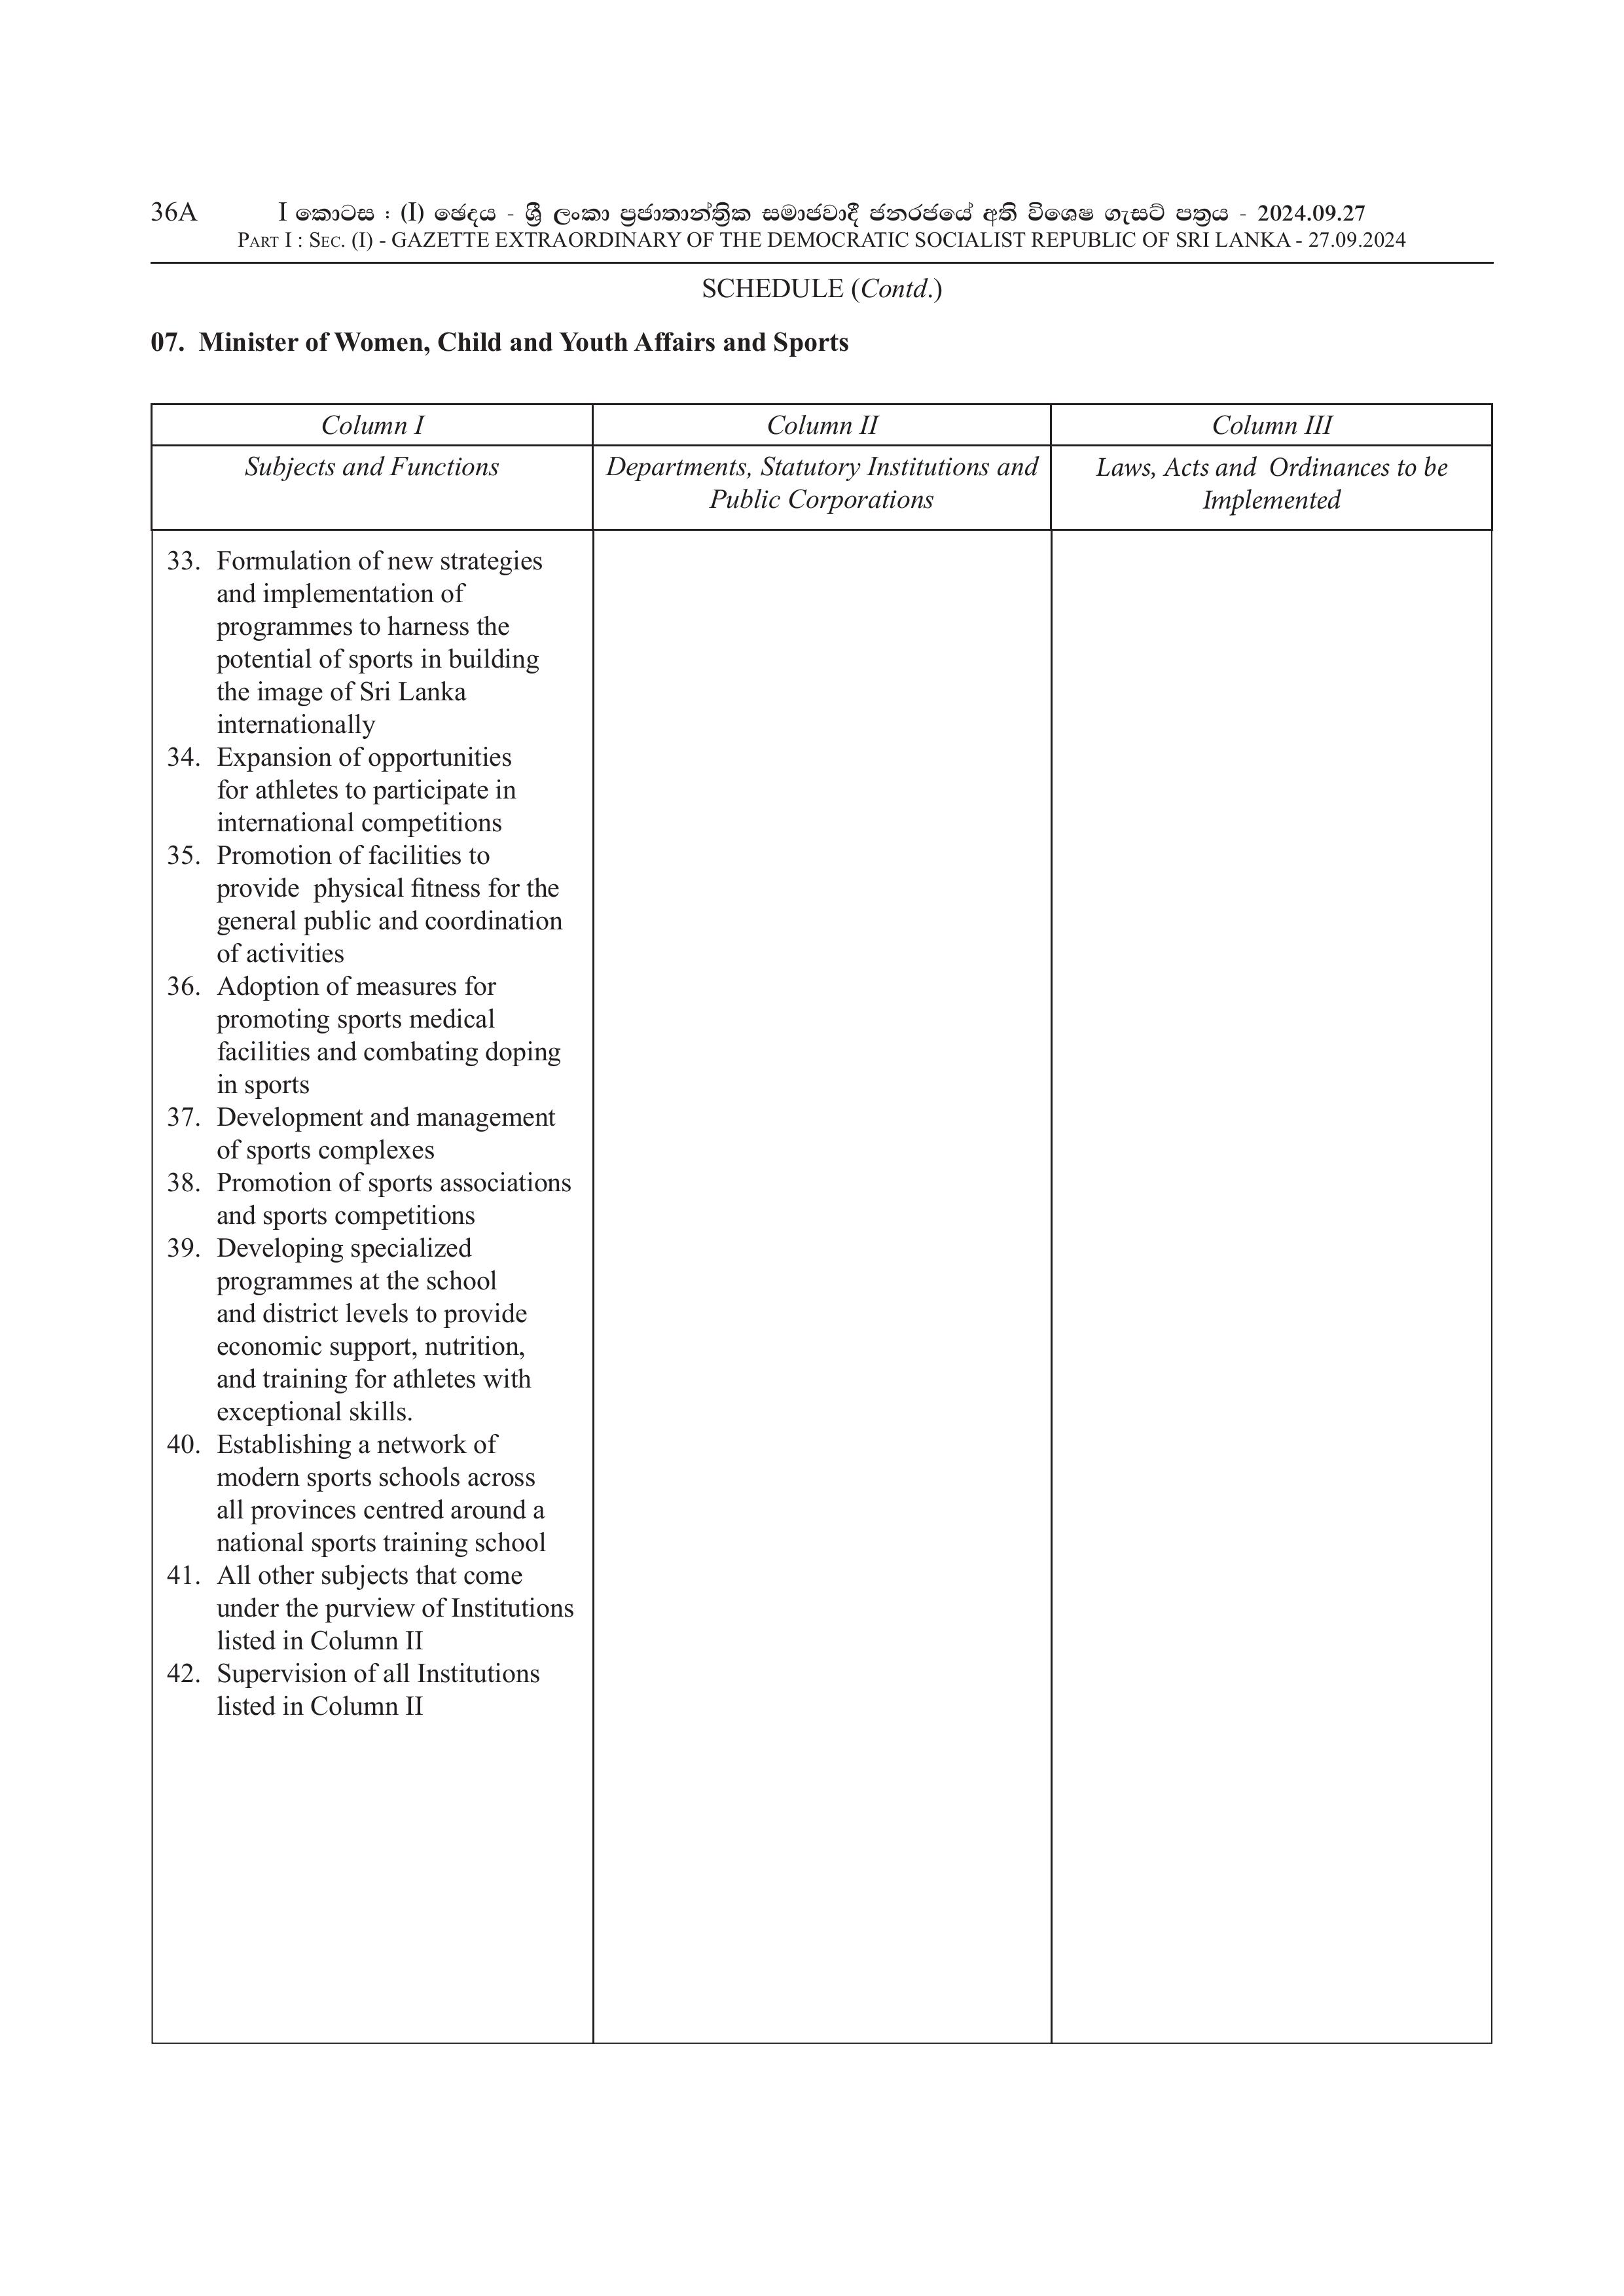 36A
I කොටස : (I) ඡෙදය - ශ්‍රී ලංකා ප්‍රජාතාන්ත්‍රික සමාජවාදී ජනරජයේ අති විශෙෂ ගැසට් පත්‍රය - 2024.09.27
PART I : SEC. (I) - GAZETTE EXTRAORDINARY OF THE DEMOCRATIC SOCIALIST REPUBLIC OF SRI LANKA - 27.09.2024
SCHEDULE (Contd.)
07. Minister of Women, Child and Youth Affairs and Sports
Column I
Column II
Column III
Subjects and Functions
Departments, Statutory Institutions and
Public Corporations
Laws, Acts and Ordinances to be
Implemented
33. Formulation of new strategies
and implementation of
programmes to harness the
potential of sports in building
the image of Sri Lanka
internationally
34. Expansion of opportunities
for athletes to participate in
international competitions
35. Promotion of facilities to
provide physical fitness for the
general public and coordination
of activities
36. Adoption of measures for
promoting sports medical
facilities and combating doping
in sports
37. Development and management
of sports complexes
38. Promotion of sports associations
and sports competitions
39. Developing specialized
programmes at the school
and district levels to provide
economic support, nutrition,
and training for athletes with
exceptional skills.
40. Establishing a network of
modern sports schools across
all provinces centred around a
national sports training school
41. All other subjects that come
under the purview of Institutions
listed in Column II
42. Supervision of all Institutions
listed in Column II